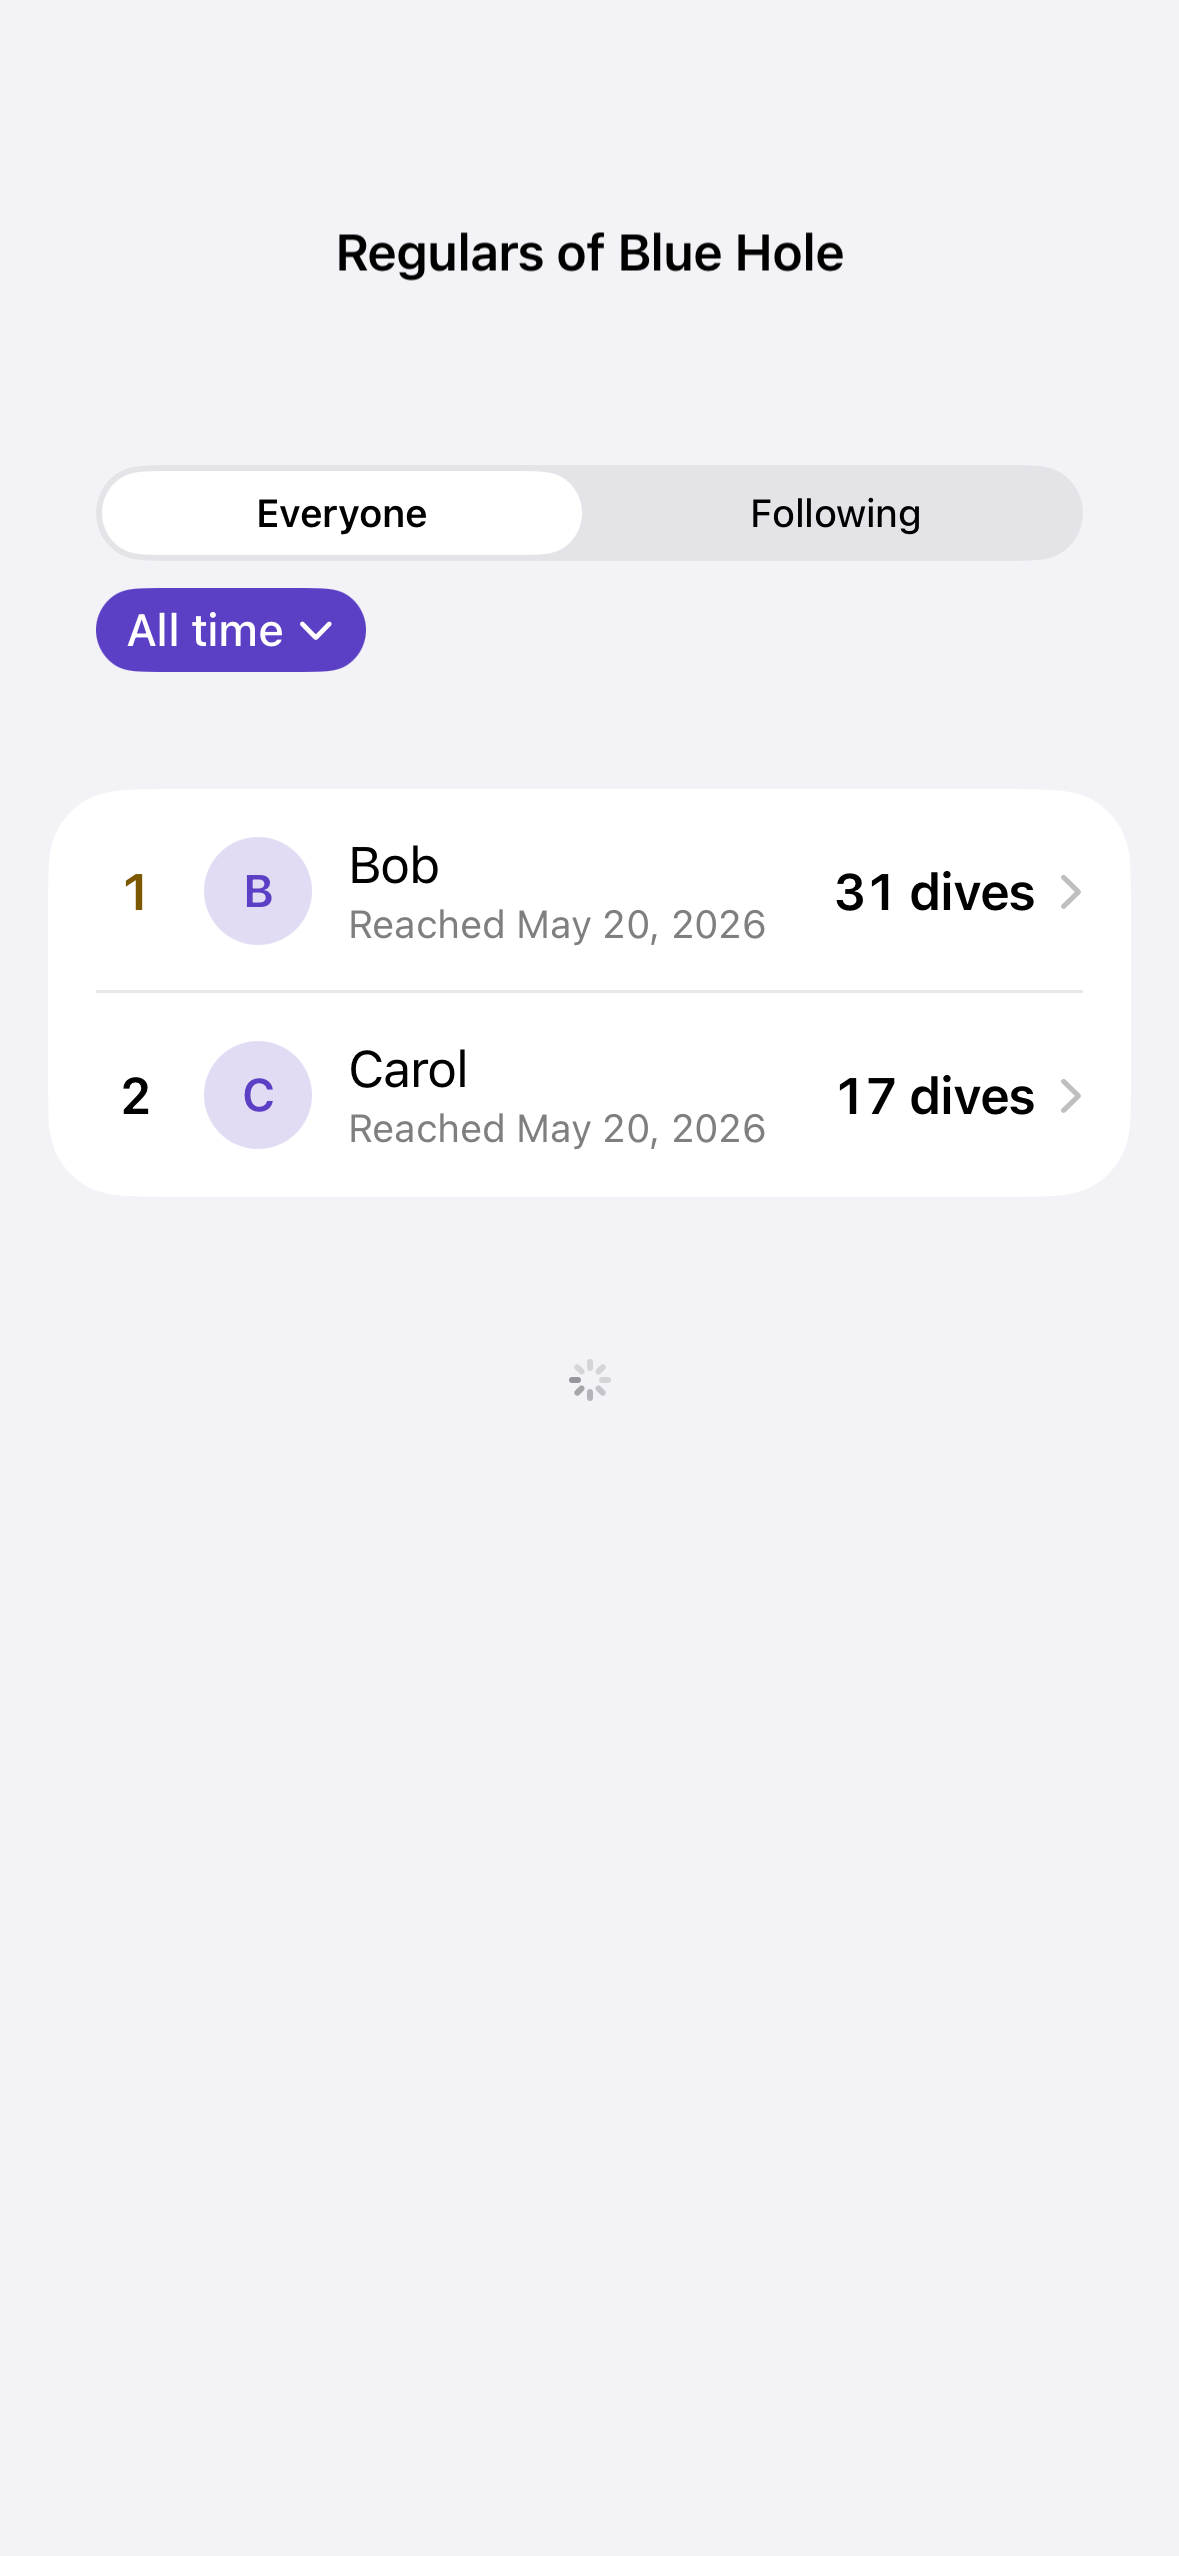 Regulars of Blue Hole
Everyone
Following
All time
1
B
Bob
Reached May 20, 2026
31 dives
2
C
Carol
Reached May 20, 2026
17 dives